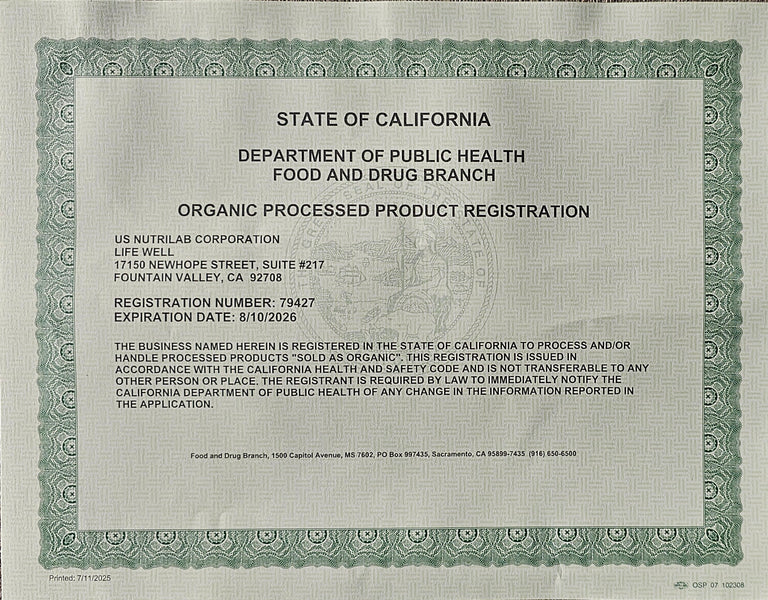 STATE OF CALIFORNIA
DEPARTMENT OF PUBLIC HEALTH
FOOD AND DRUG BRANCH
ORGANIC PROCESSED PRODUCT REGISTRATION
US NUTRILAB CORPORATION
LIFE WELL
17150 NEWHOPE STREET, SUITE #217
FOUNTAIN VALLEY, CA 92708
REGISTRATION NUMBER: 79427
EXPIRATION DATE: 8/10/2026
THE BUSINESS NAMED HEREIN IS REGISTERED IN THE STATE OF CALIFORNIA TO PROCESS AND/OR
HANDLE PROCESSED PRODUCTS "SOLD AS ORGANIC". THIS REGISTRATION IS ISSUED IN
ACCORDANCE WITH THE CALIFORNIA HEALTH AND SAFETY CODE AND IS NOT TRANSFERABLE TO ANY
OTHER PERSON OR PLACE. THE REGISTRANT IS REQUIRED BY LAW TO IMMEDIATELY NOTIFY THE
CALIFORNIA DEPARTMENT OF PUBLIC HEALTH OF ANY CHANGE IN THE INFORMATION REPORTED IN
THE APPLICATION.
Food and Drug Branch, 1500 Capitol Avenue, MS 7602, PO Box 997435, Sacramento, CA 95899-7435 (916) 650-6500
Printed: 7/11/2025
OSP 07 102308